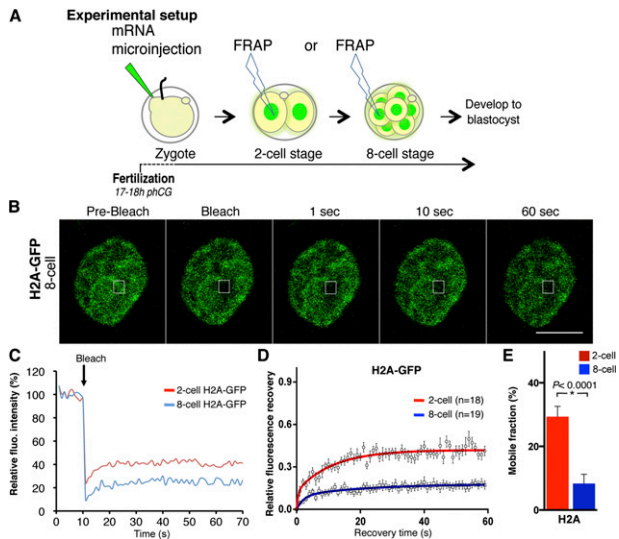 A
Experimental setup
mRNA
microinjection
FRAP or FRAP
Zygote
2-cell stage
8-cell stage
Develop to
blastocyst
Fertilization
17-18h phCG
B
Pre-Bleach
Bleach
1 sec
10 sec
60 sec
H2A-GFP
8-cell
C
Bleach
2-cell H2A-GFP
8-cell H2A-GFP
Relative fluo. intensity (%)
120
100
80
60
40
20
0
0 10 20 30 40 50 60 70
Time (s)
D
H2A-GFP
2-cell (n=18)
8-cell (n=19)
Relative fluorescence recovery
0.9
0.6
0.3
0.0
0 20 40 60
Recovery time (s)
E
2-cell
8-cell
P< 0.0001
*
Mobile fraction (%)
40
20
0
H2A